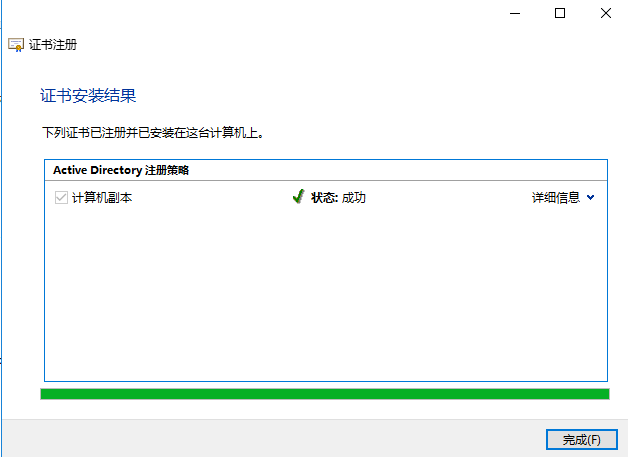 证书注册
证书安装结果
下列证书已注册并已安装在这台计算机上。
Active Directory 注册策略
计算机副本 状态: 成功 详细信息
完成(F)